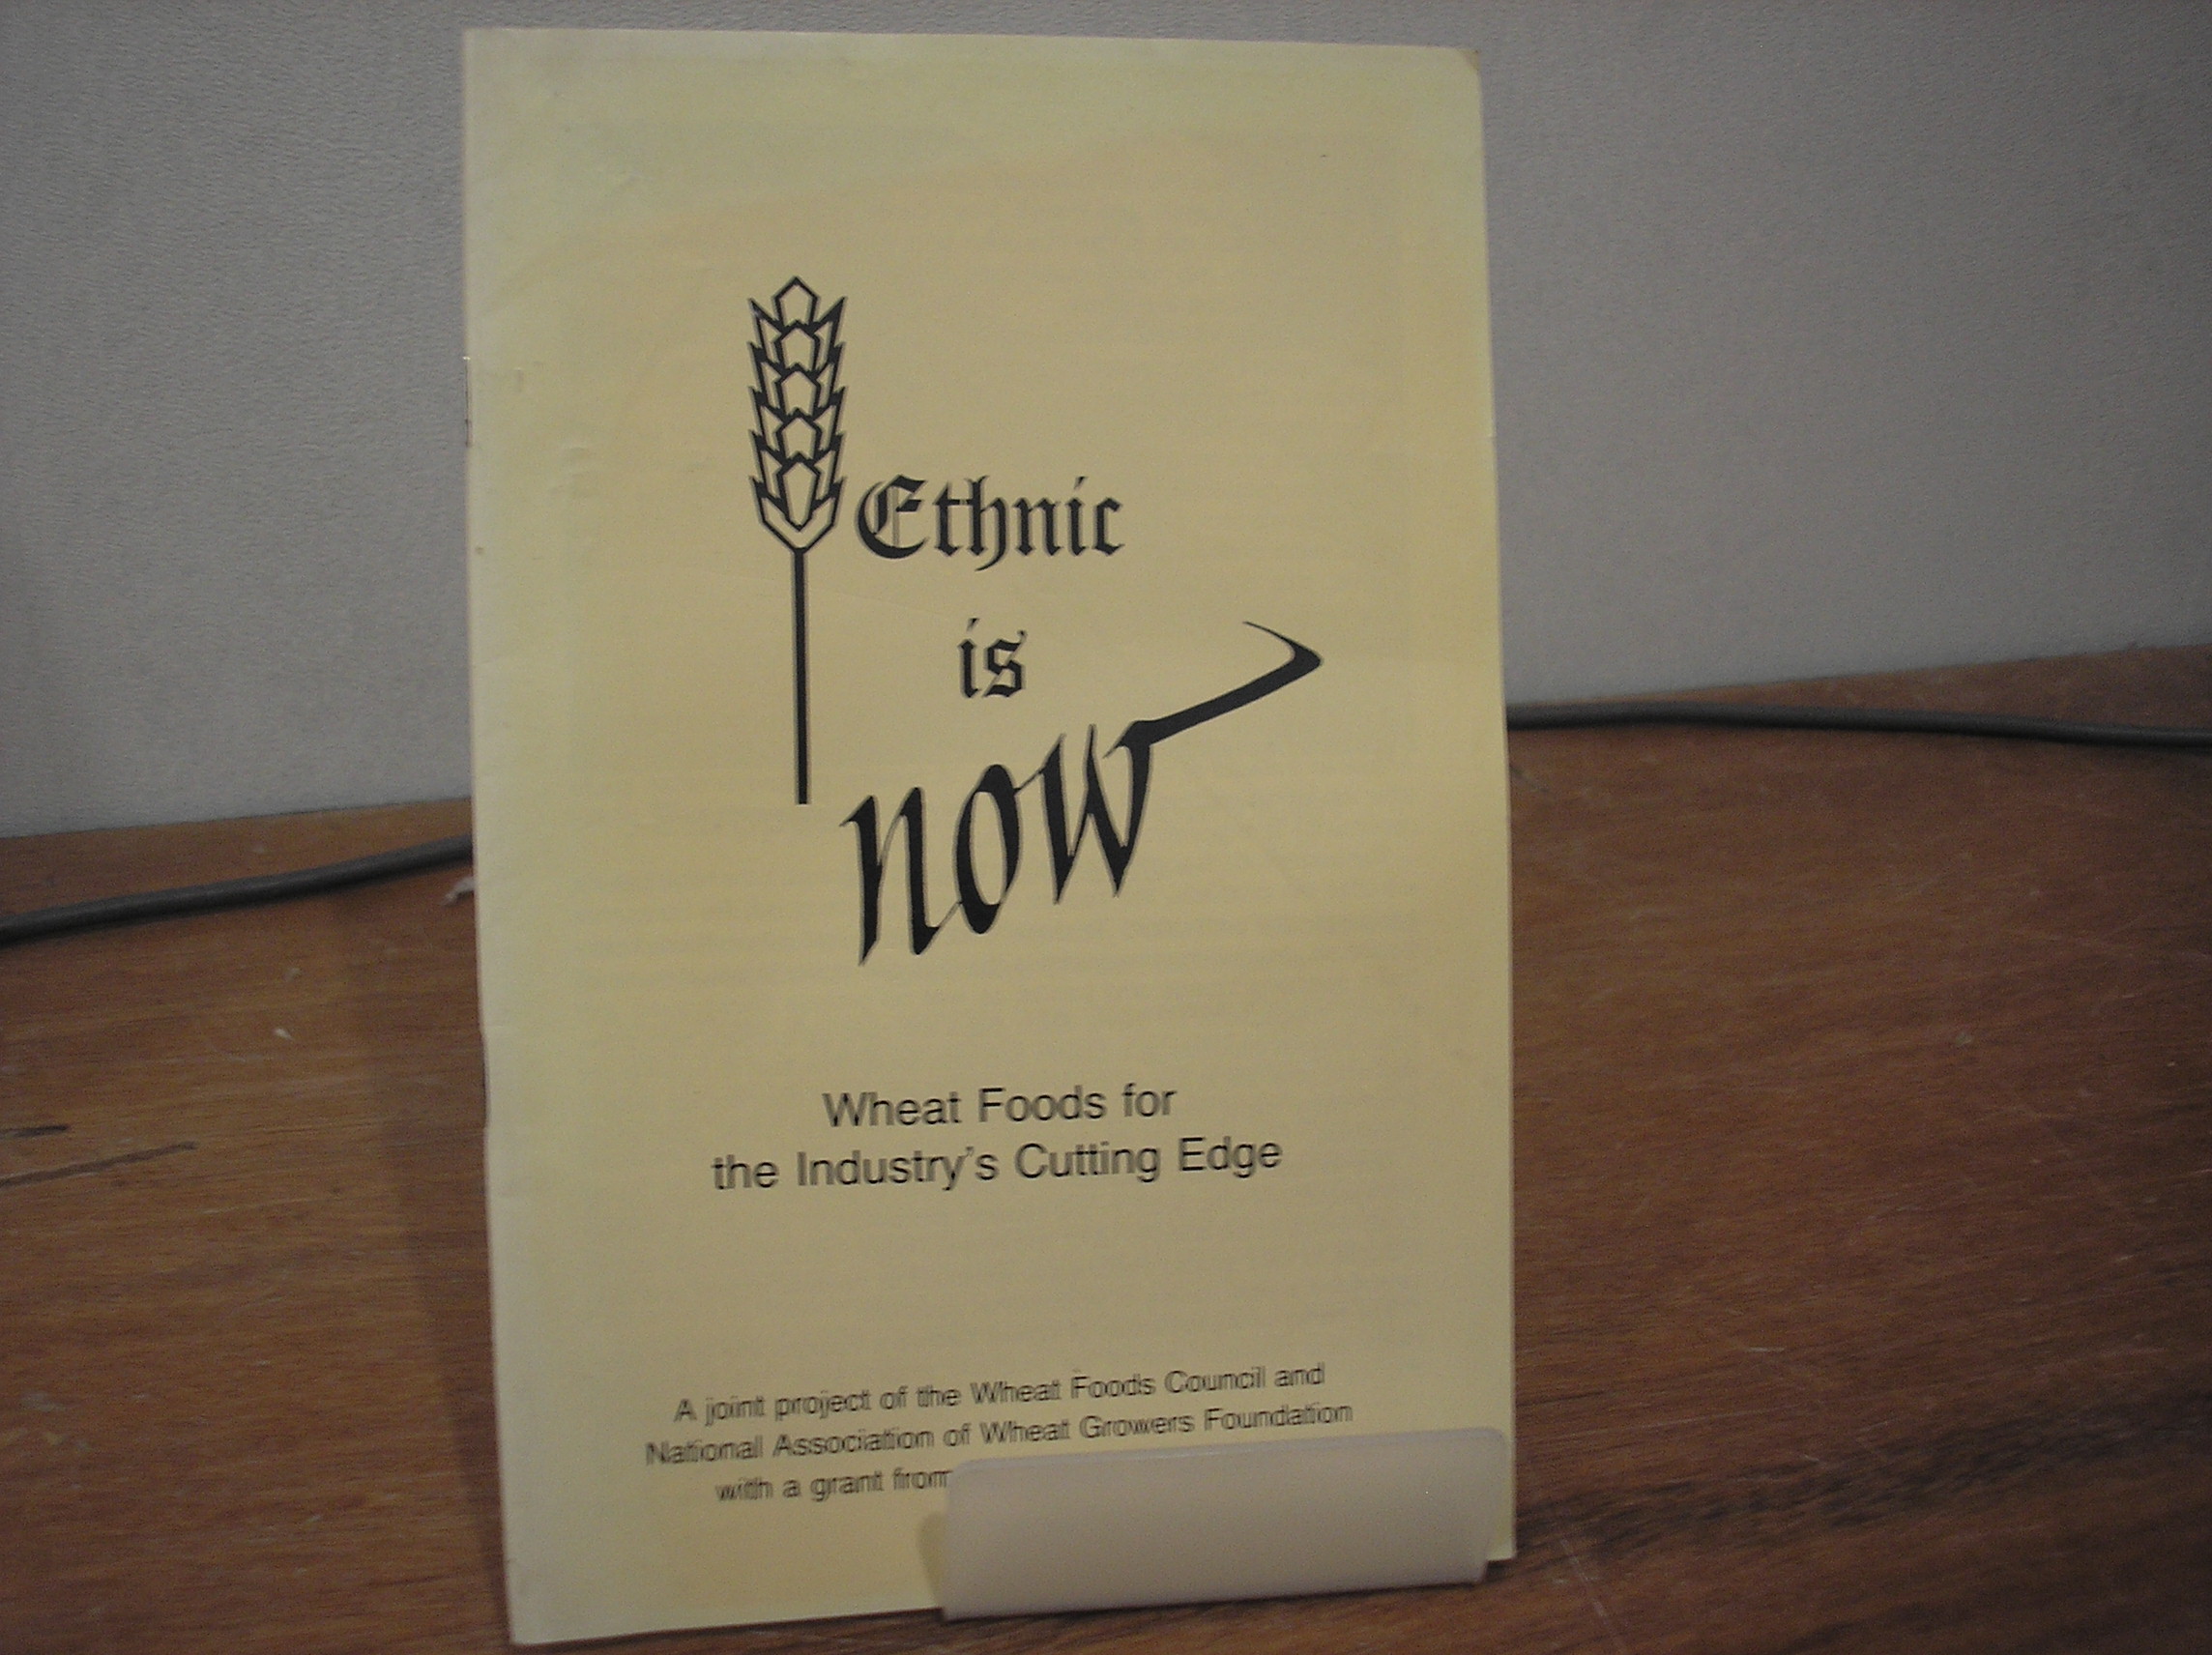 Ethnic
is
now
Wheat Foods for
the Industry's Cutting Edge
A joint project of the Wheat Foods Council and
National Association of Wheat Growers Foundation
with a grant from